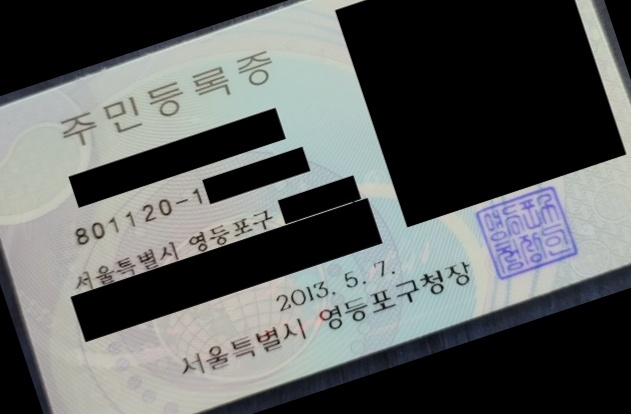 주민등록증
801120-1
서울특별시 영등포구
2013. 5. 7.
서울특별시 영등포구청장